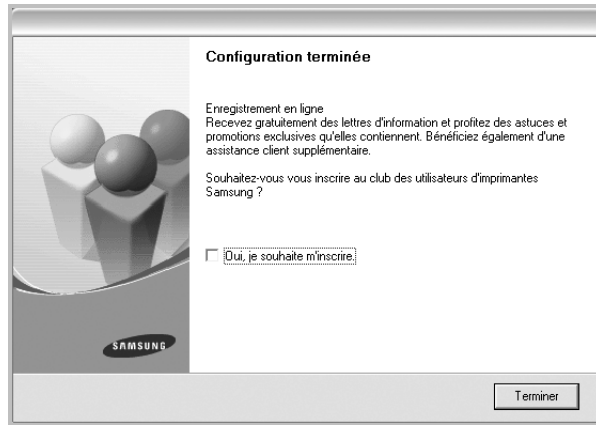 Configuration terminée
Enregistrement en ligne
Recevez gratuitement des lettres d'information et profitez des astuces et
promotions exclusives qu'elles contiennent. Bénéficiez également d'une
assistance client supplémentaire.
Souhaitez-vous vous inscrire au club des utilisateurs d'imprimantes
Samsung ?
Oui, je souhaite m'inscrire.
SAMSUNG
Terminer